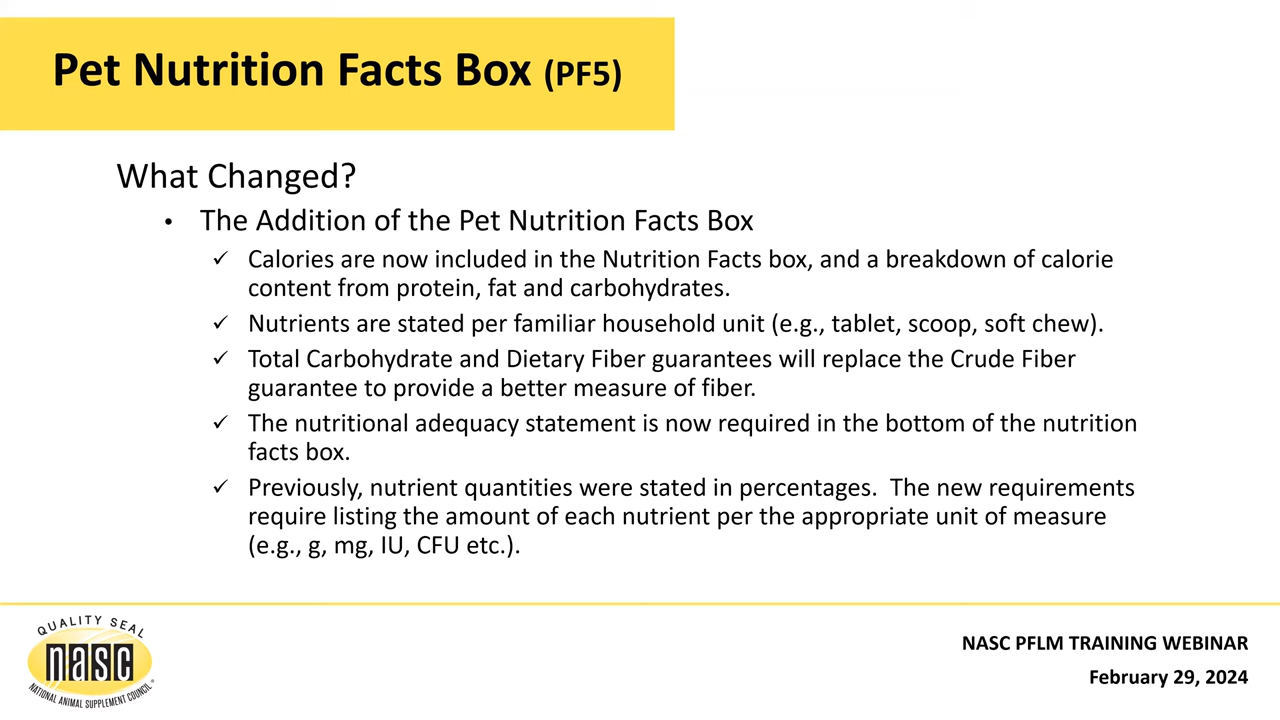 Pet Nutrition Facts Box (PF5)
What Changed?
• The Addition of the Pet Nutrition Facts Box
✓ Calories are now included in the Nutrition Facts box, and a breakdown of calorie
content from protein, fat and carbohydrates.
✓ Nutrients are stated per familiar household unit (e.g., tablet, scoop, soft chew).
✓ Total Carbohydrate and Dietary Fiber guarantees will replace the Crude Fiber
guarantee to provide a better measure of fiber.
✓ The nutritional adequacy statement is now required in the bottom of the nutrition
facts box.
✓ Previously, nutrient quantities were stated in percentages.  The new requirements
require listing the amount of each nutrient per the appropriate unit of measure
(e.g., g, mg, IU, CFU etc.).
QUALITY SEAL
nasc
NATIONAL ANIMAL SUPPLEMENT COUNCIL®
NASC PFLM TRAINING WEBINAR
February 29, 2024